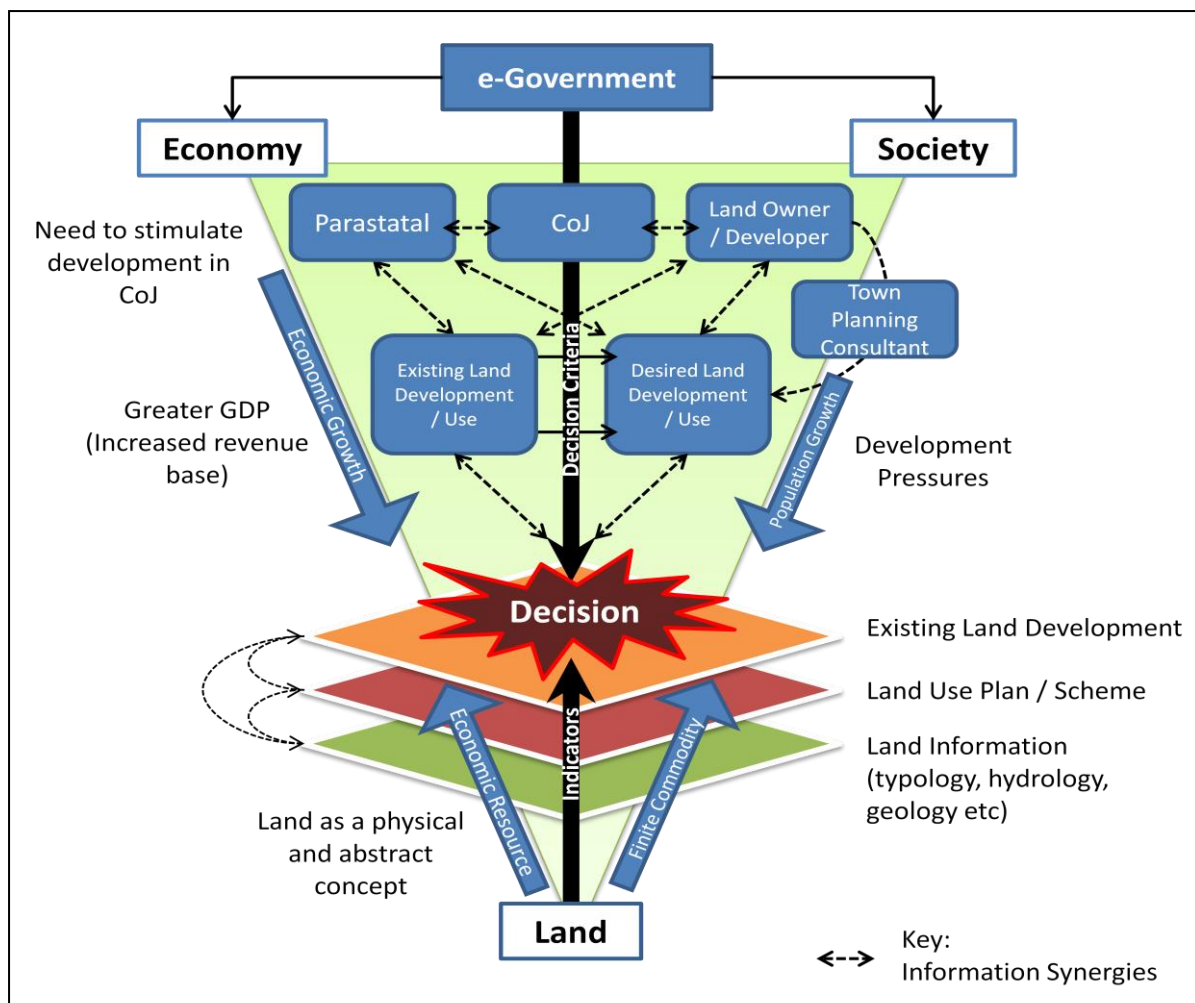 e-Government
Economy
Society
Parastatal
CoJ
Land Owner
/ Developer
Need to stimulate
development in
CoJ
Town
Planning
Consultant
Economic Growth
Decision Criteria
Existing Land
Development
/ Use
Desired Land
Development
/ Use
Greater GDP
(Increased revenue
base)
Population Growth
Development
Pressures
Decision
Existing Land Development
Land Use Plan / Scheme
Land Information
(typology, hydrology,
geology etc)
Indicators
Economic Resource
Finite Commodity
Land as a physical
and abstract
concept
Land
Key:
Information Synergies